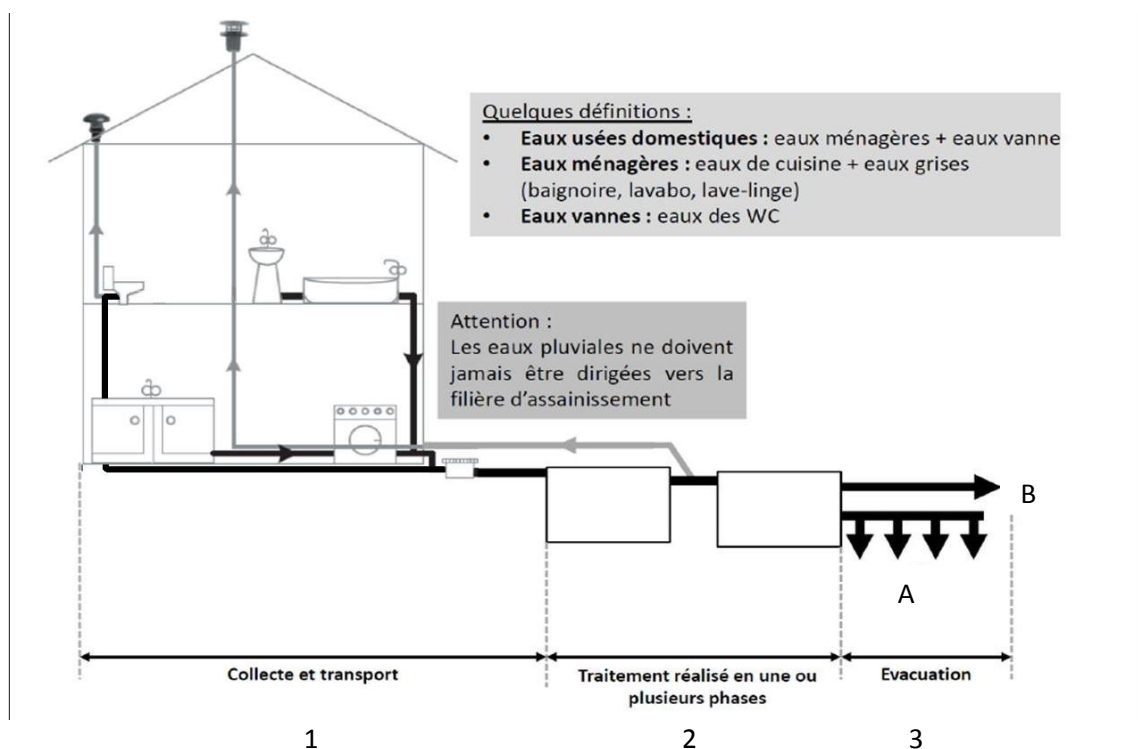 Quelques définitions :
• Eaux usées domestiques : eaux ménagères + eaux vanne
• Eaux ménagères : eaux de cuisine + eaux grises
(baignoire, lavabo, lave-linge)
• Eaux vannes : eaux des WC
Attention :
Les eaux pluviales ne doivent
jamais être dirigées vers la
filière d'assainissement
B
A
Collecte et transport
Traitement réalisé en une ou
plusieurs phases
Evacuation
1
2
3